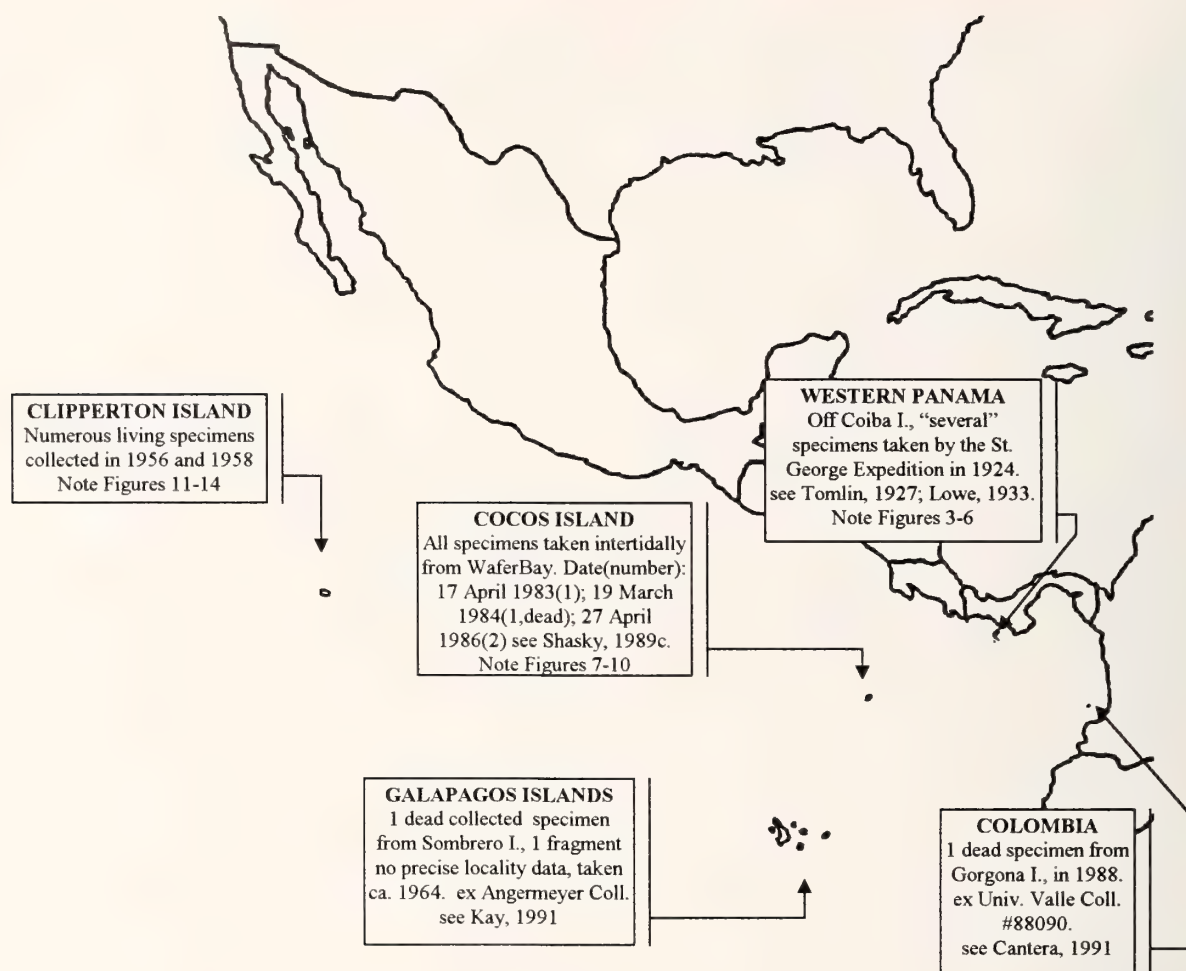 CLIPPERTON ISLAND
Numerous living specimens
collected in 1956 and 1958
Note Figures 11-14
WESTERN PANAMA
Off Coiba I., “several”
specimens taken by the St.
George Expedition in 1924.
see Tomlin, 1927; Lowe, 1933.
Note Figures 3-6
COCOS ISLAND
All specimens taken intertidally
from WaferBay. Date(number):
17 April 1983(1); 19 March
1984(1,dead); 27 April
1986(2) see Shasky, 1989c.
Note Figures 7-10
GALAPAGOS ISLANDS
1 dead collected specimen
from Sombrero I., 1 fragment
no precise locality data, taken
ca. 1964. ex Angermeyer Coll.
see Kay, 1991
COLOMBIA
1 dead specimen from
Gorgona I., in 1988.
ex Univ. Valle Coll.
#88090.
see Cantera, 1991